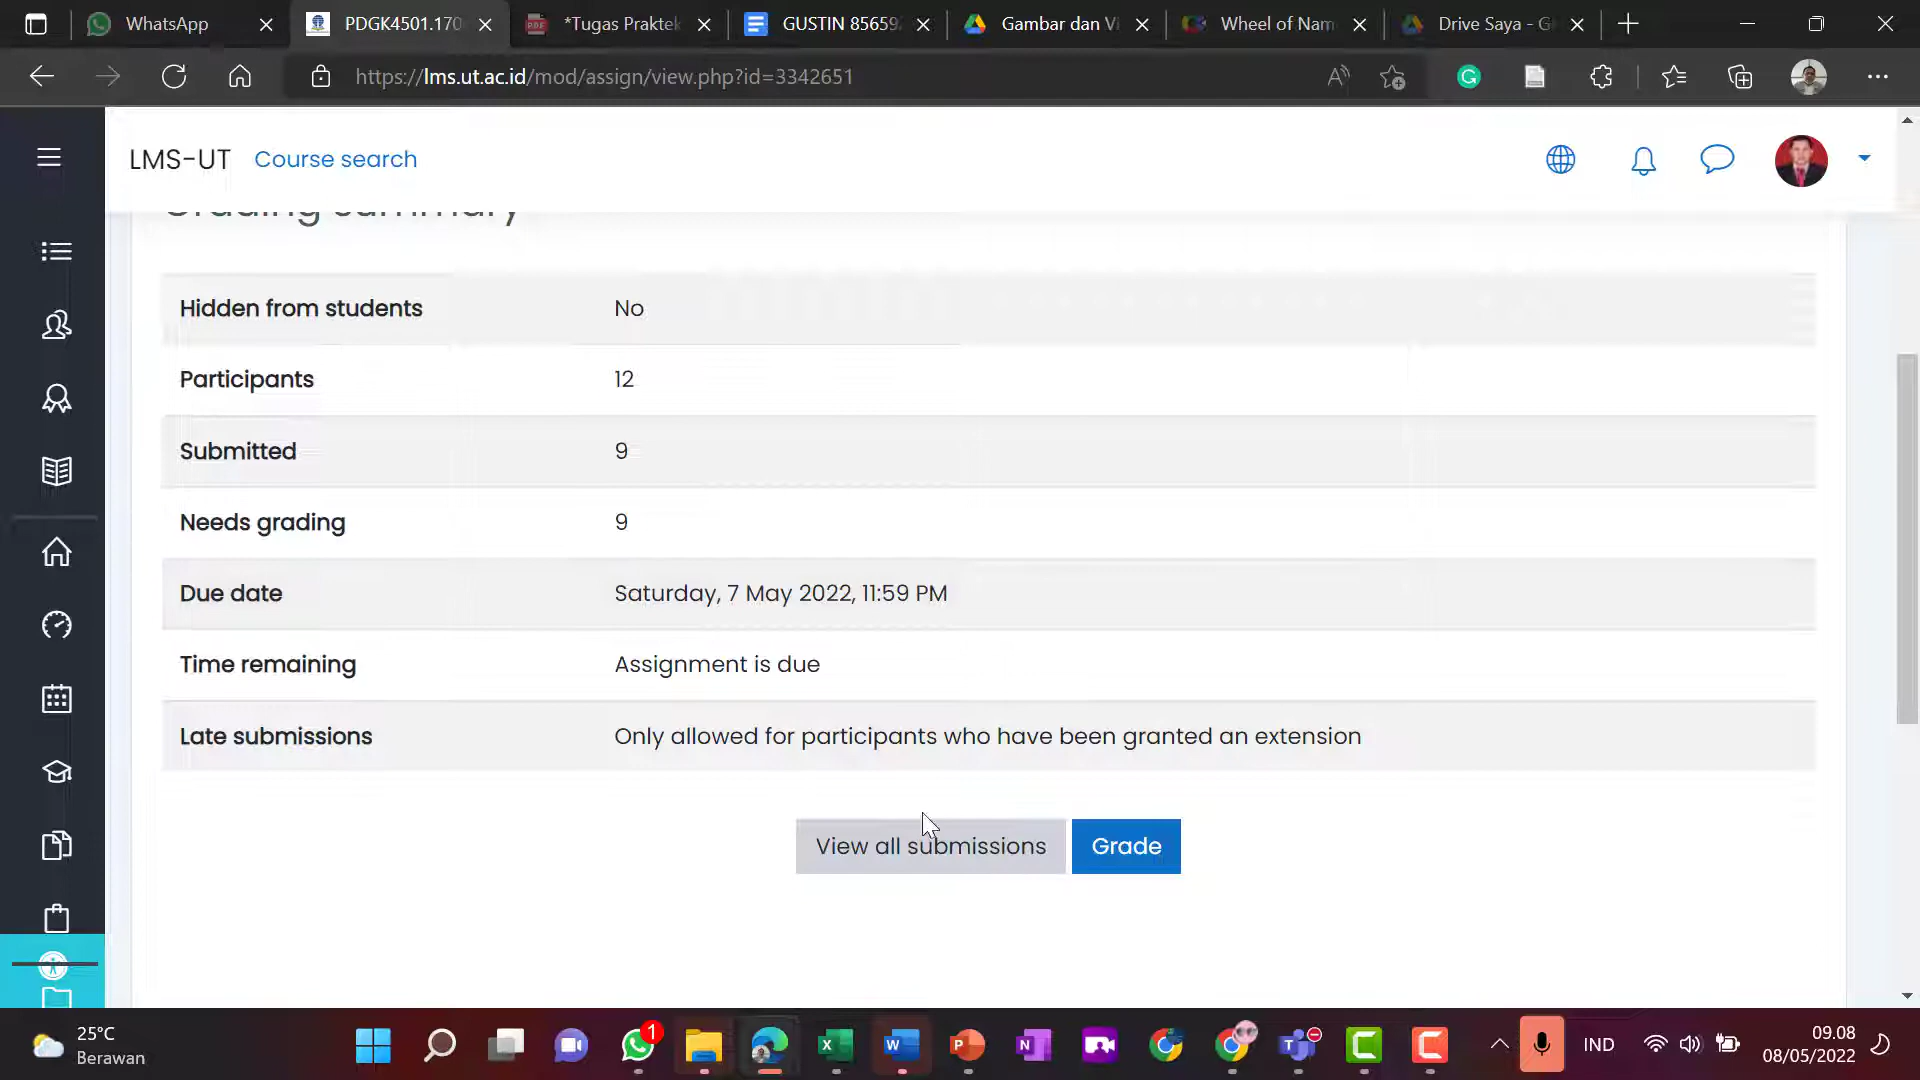 WhatsApp
PDGK4501.170
*Tugas Praktek
GUSTIN 85659
Gambar dan Vi
Wheel of Nam
Drive Saya - G
https://lms.ut.ac.id/mod/assign/view.php?id=3342651
LMS-UT Course search
Grading summary
Hidden from students No
Participants 12
Submitted 9
Needs grading 9
Due date Saturday, 7 May 2022, 11:59 PM
Time remaining Assignment is due
Late submissions Only allowed for participants who have been granted an extension
View all submissions Grade
25°C
Berawan
1
IND
09.08
08/05/2022